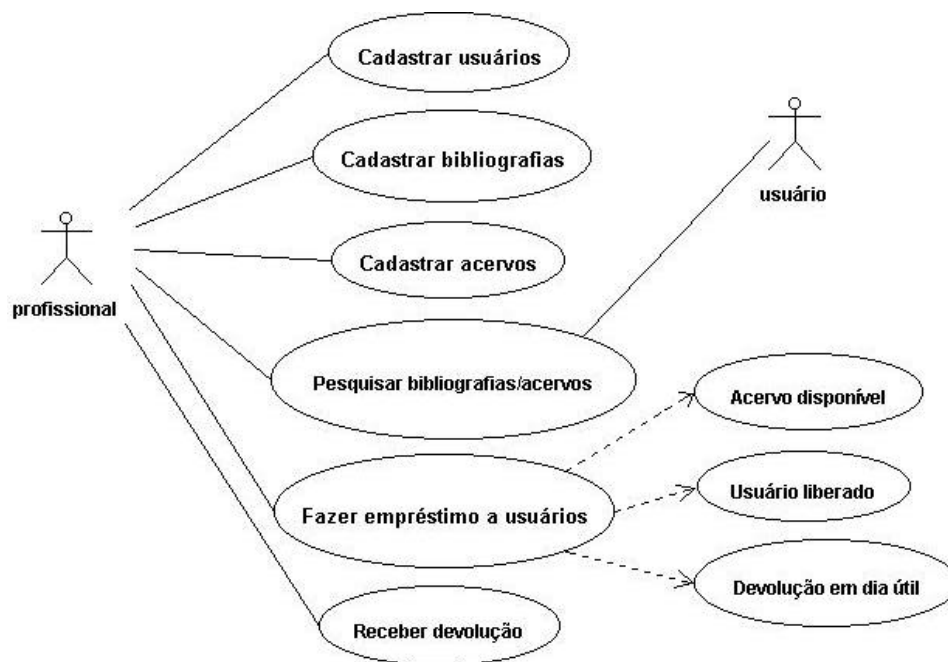 Cadastrar usuários
Cadastrar bibliografias
usuário
Cadastrar acervos
profissional
Pesquisar bibliografias/acervos
Acervo disponível
Usuário liberado
Fazer empréstimo a usuários
Devolução em dia útil
Receber devolução